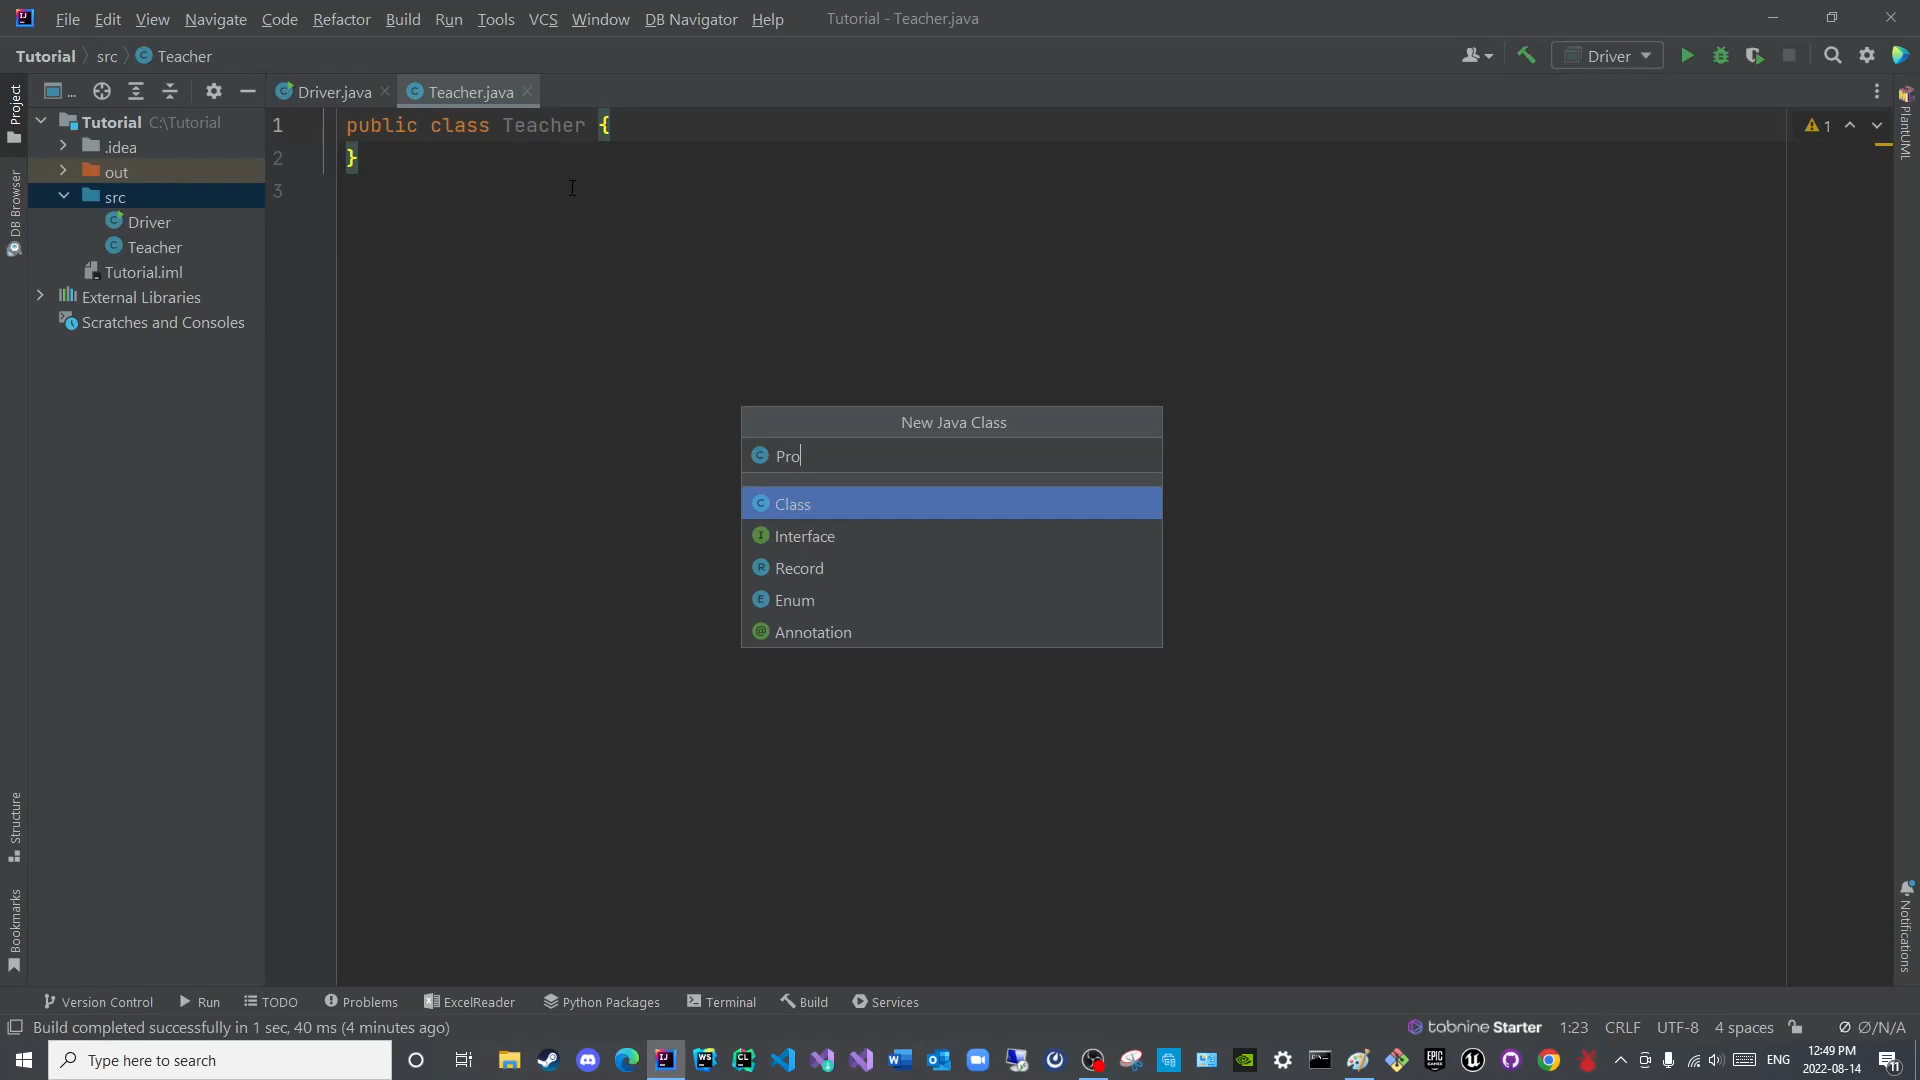 File Edit View Navigate Code Refactor Build Run Tools VCS Window DB Navigator Help Tutorial - Teacher.java
Tutorial src Teacher Driver
Project
... Driver.java Teacher.java
Tutorial C:\Tutorial
.idea
out
src
Driver
Teacher
Tutorial.iml
External Libraries
Scratches and Consoles
1 public class Teacher {
2 }
3
1
DB Browser
Structure
Bookmarks
PlantUML
Notifications
New Java Class
Pro
Class
Interface
Record
Enum
Annotation
Version Control Run TODO Problems ExcelReader Python Packages Terminal Build Services
Build completed successfully in 1 sec, 40 ms (4 minutes ago) tabnine Starter 1:23 CRLF UTF-8 4 spaces Ø/N/A
Type here to search ENG 12:49 PM
2022-08-14
11